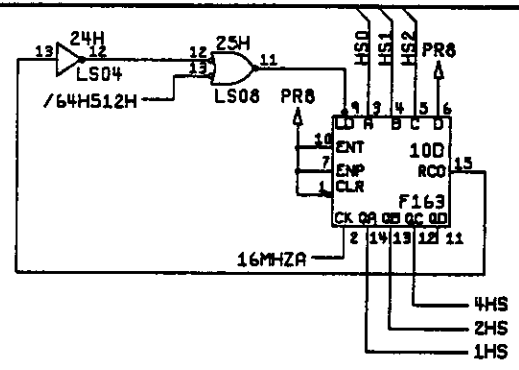 24H
13
12
LS04
25H
12
13
11
LS08
/64H512H
HS0
HS1
HS2
PR8
PR8
9
3
4
5
6
LD
A
B
C
D
10
ENT
7
ENP
1
CLR
10D
RCO
15
F163
CK
QA
QB
QC
QD
2
14
13
12
11
16MHZA
4HS
2HS
1HS